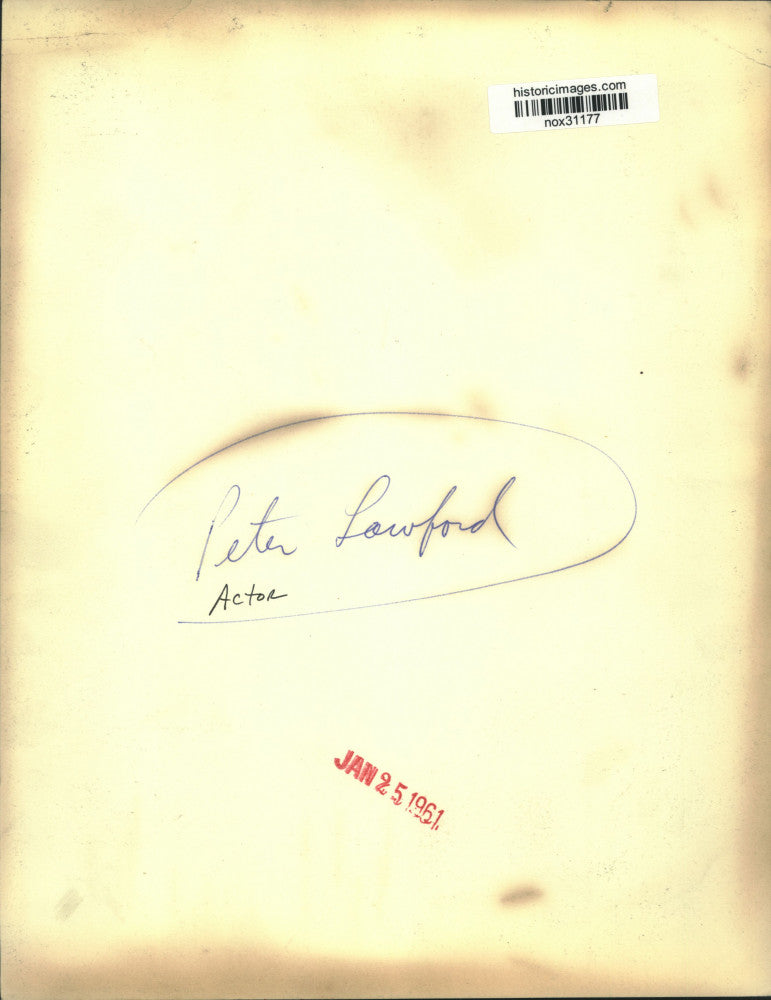 historicimages.com
nox31177
Peter Lawford
Actor
JAN 25 1961